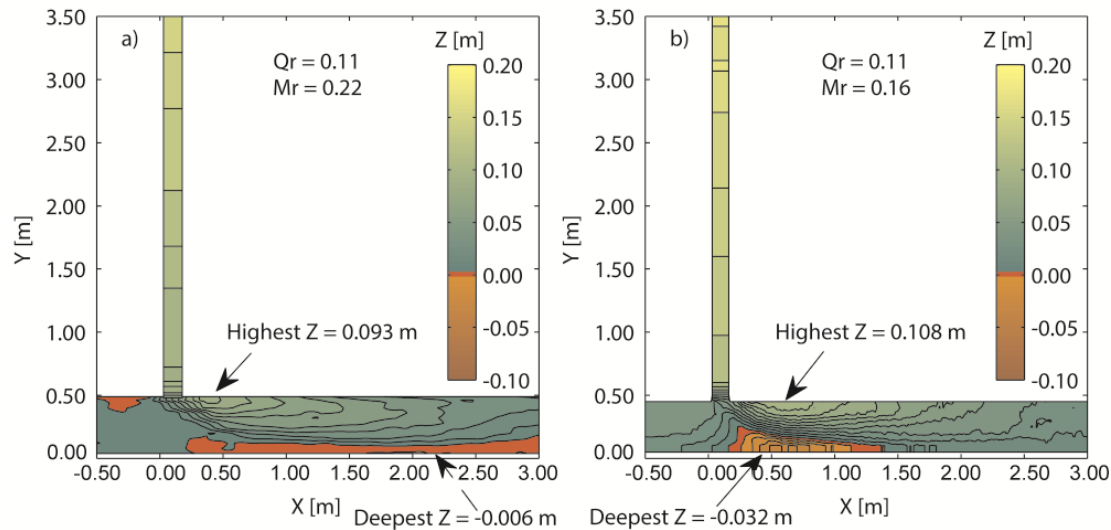 a)
Qr = 0.11
Mr = 0.22
Z [m]
0.20
0.15
0.10
0.05
0.00
-0.05
-0.10
3.50
3.00
2.50
2.00
1.50
1.00
0.50
0.00
Y [m]
Highest Z = 0.093 m
-0.50 0.00 0.50 1.00 1.50 2.00 2.50 3.00
X [m]
Deepest Z = -0.006 m
b)
Qr = 0.11
Mr = 0.16
Z [m]
0.20
0.15
0.10
0.05
0.00
-0.05
-0.10
3.50
3.00
2.50
2.00
1.50
1.00
0.50
0.00
Y [m]
Highest Z = 0.108 m
-0.50 0.00 0.50 1.00 1.50 2.00 2.50 3.00
X [m]
Deepest Z = -0.032 m